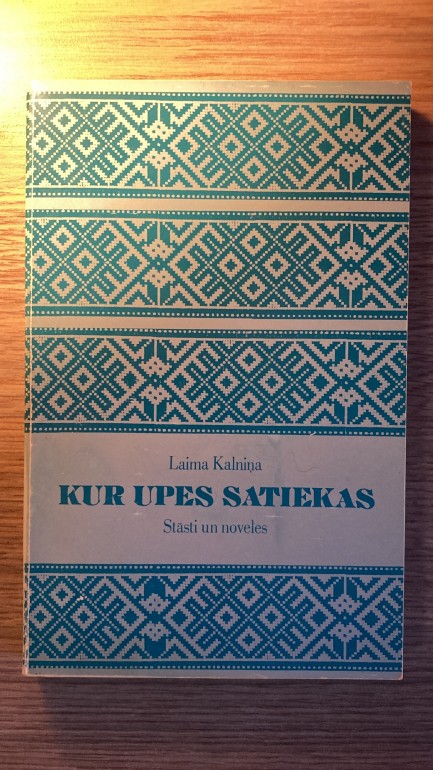 Laima Kalniņa
KUR UPES SATIEKAS
Stāsti un noveles